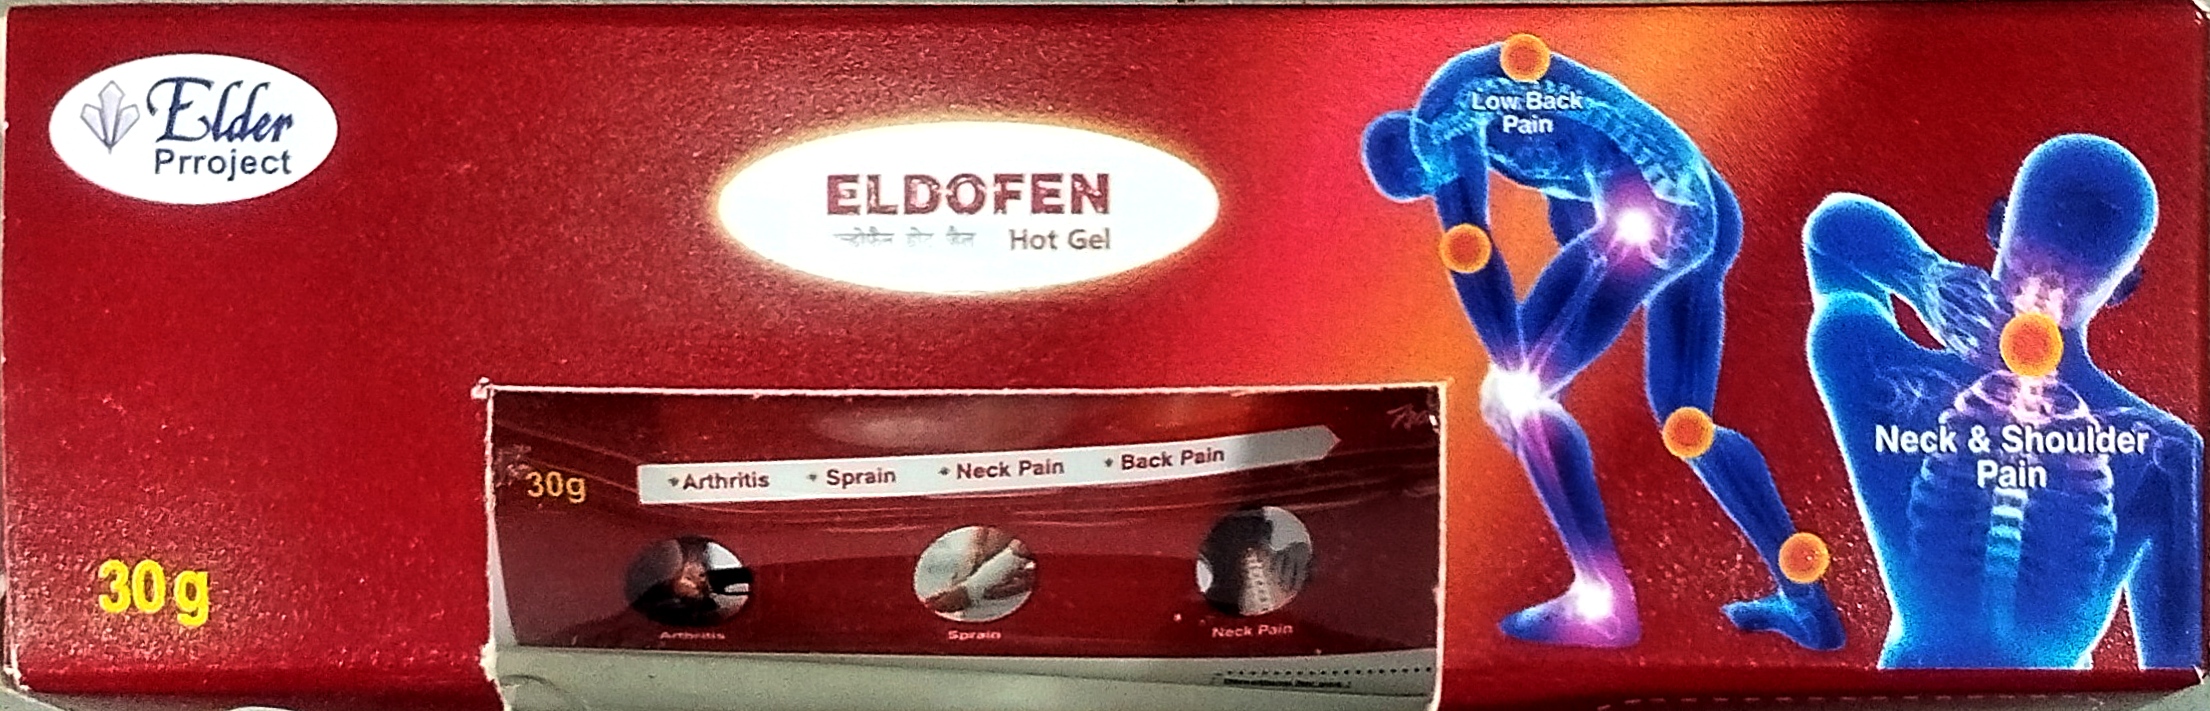 Elder
Prroject
ELDOFEN
Hot Gel
30g
Low Back
Pain
Neck & Shoulder
Pain
30g
*Arthritis * Sprain * Neck Pain * Back Pain
Arthritis Sprain Neck Pain